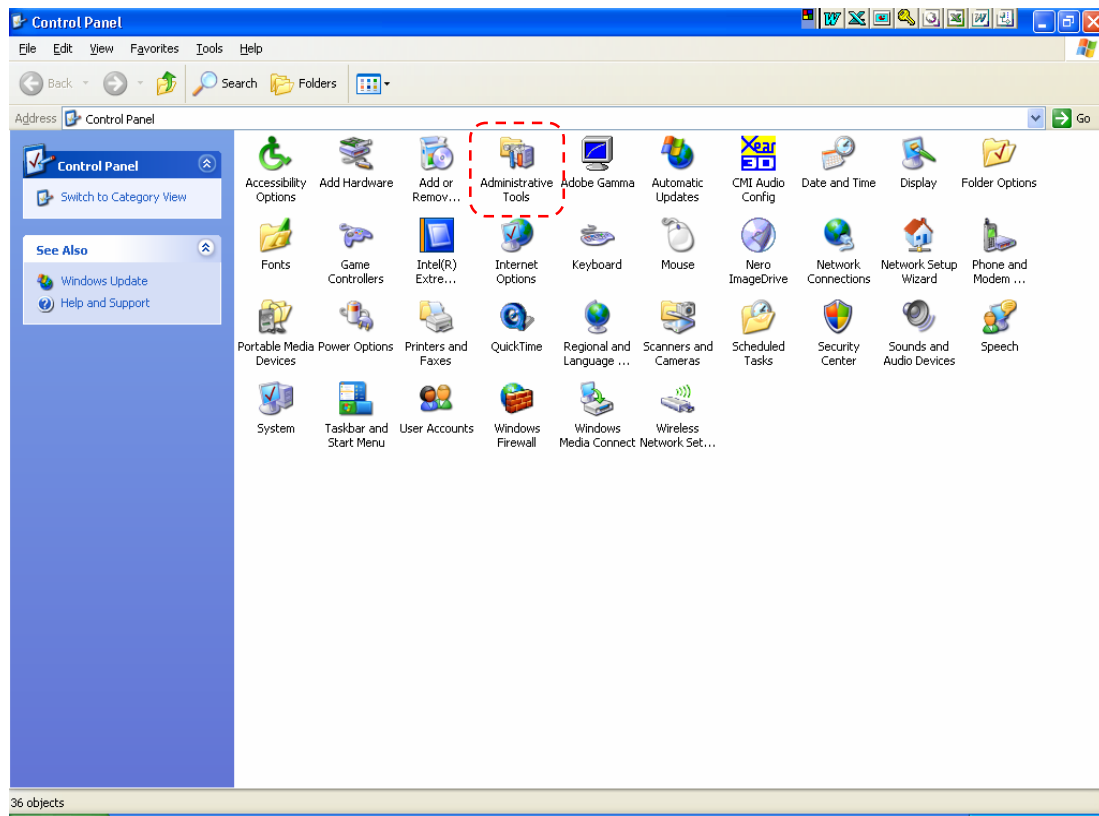 Control Panel
File Edit View Favorites Tools Help
Back Search Folders
Address Control Panel Go
Control Panel
Switch to Category View
See Also
Windows Update
Help and Support
Accessibility Options
Add Hardware
Add or Remov...
Administrative Tools
Adobe Gamma
Automatic Updates
Xear 3D
CMI Audio Config
Date and Time
Display
Folder Options
Fonts
Game Controllers
Intel(R) Extre...
Internet Options
Keyboard
Mouse
Nero ImageDrive
Network Connections
Network Setup Wizard
Phone and Modem ...
Portable Media Devices
Power Options
Printers and Faxes
QuickTime
Regional and Language ...
Scanners and Cameras
Scheduled Tasks
Security Center
Sounds and Audio Devices
Speech
System
Taskbar and Start Menu
User Accounts
Windows Firewall
Windows Media Connect
Wireless Network Set...
36 objects